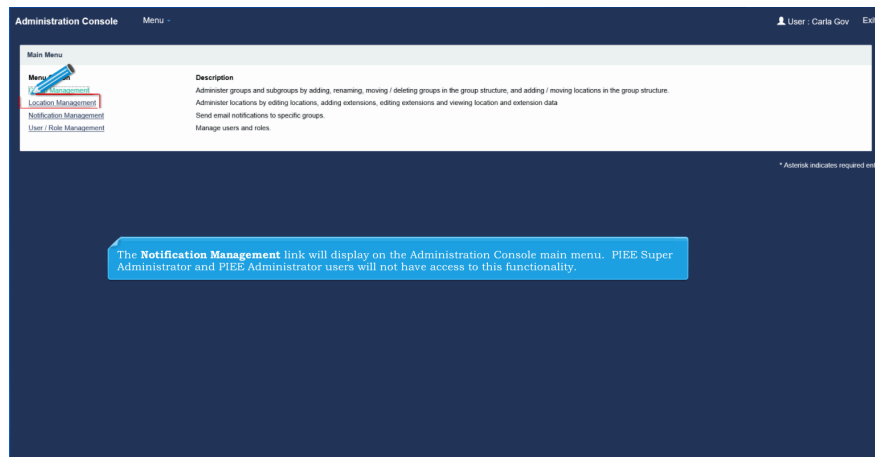 Administration Console Menu User : Carla Gov
Main Menu
Description
Management Administer groups and subgroups by adding, renaming, moving / deleting groups in the group structure, and adding / moving locations in the group structure.
Location Management Administer locations by editing locations, adding extensions, editing extensions and viewing location and extension data
Notification Management Send email notifications to specific groups.
User / Role Management Manage users and roles.
* Asterisk indicates required
The Notification Management link will display on the Administration Console main menu. PIEE Super
Administrator and PIEE Administrator users will not have access to this functionality.